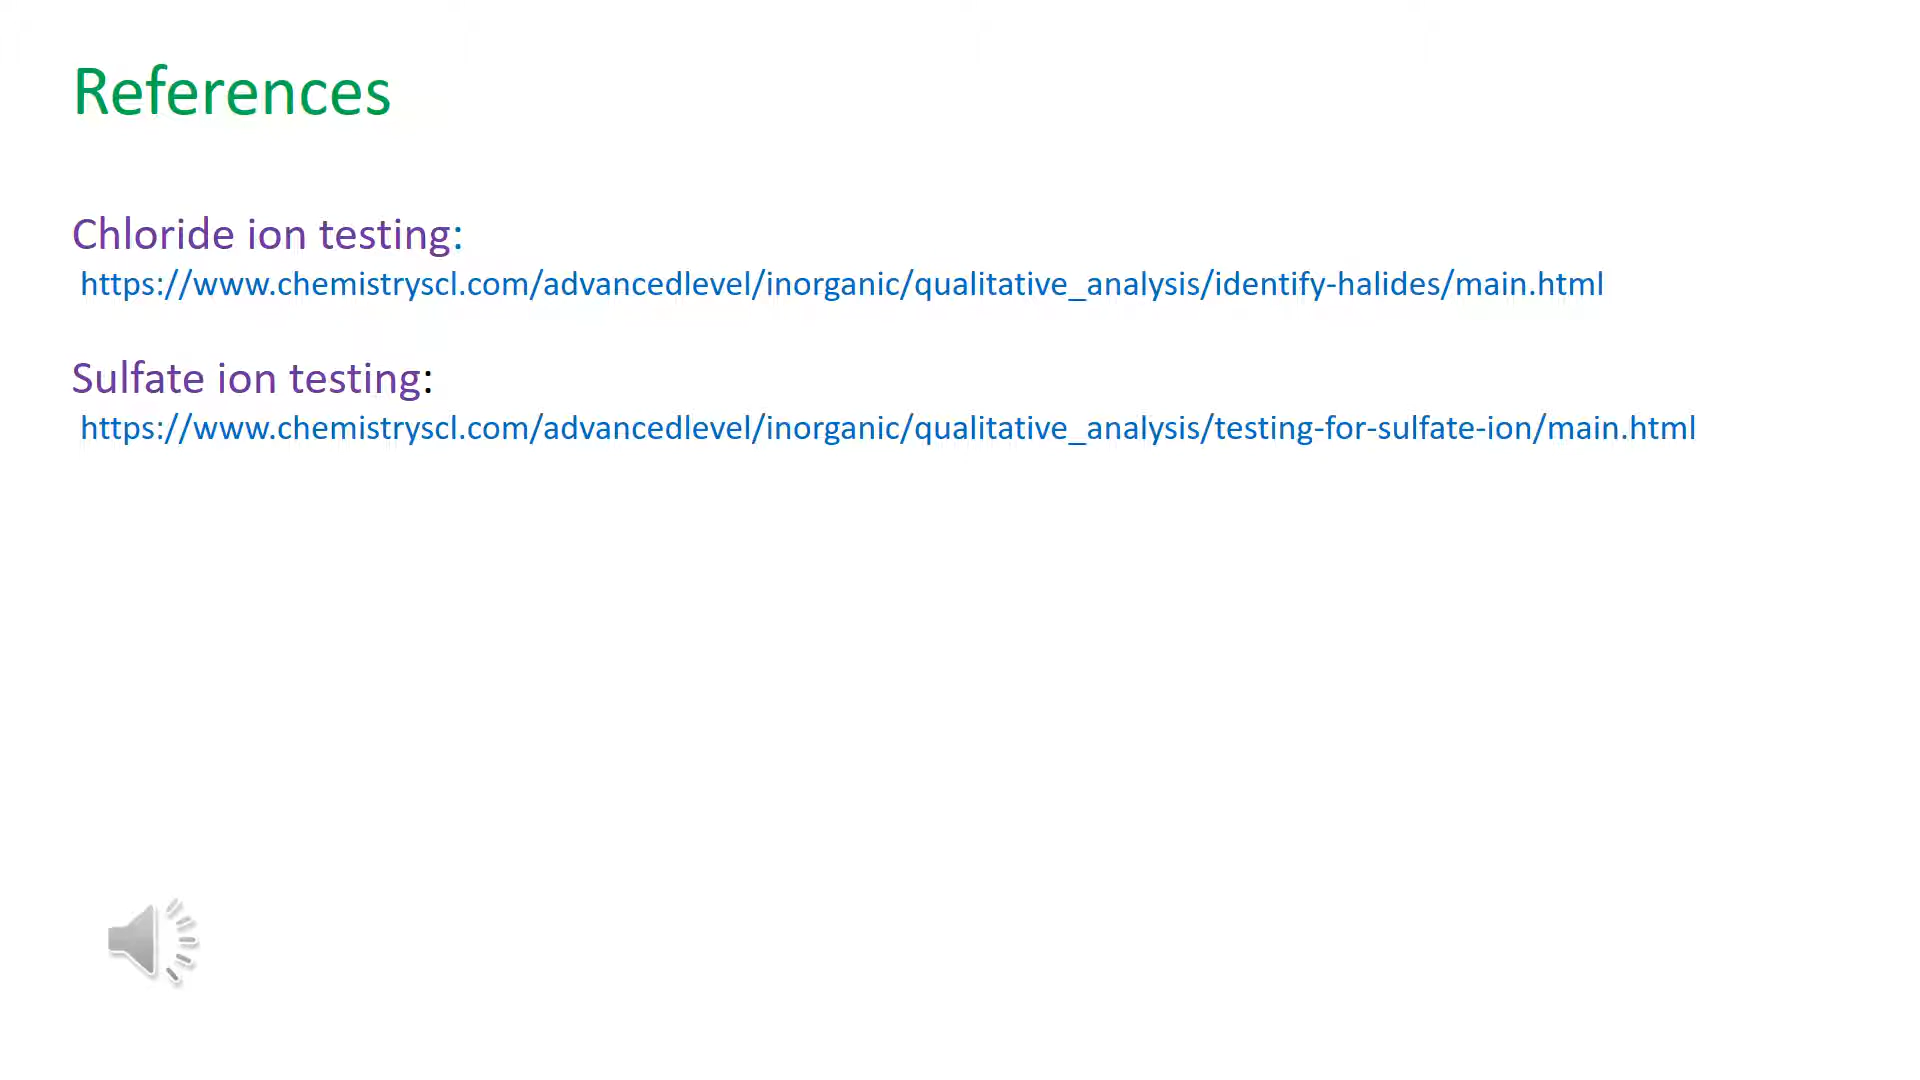 References
Chloride ion testing:
https://www.chemistryscl.com/advancedlevel/inorganic/qualitative_analysis/identify-halides/main.html
Sulfate ion testing:
https://www.chemistryscl.com/advancedlevel/inorganic/qualitative_analysis/testing-for-sulfate-ion/main.html